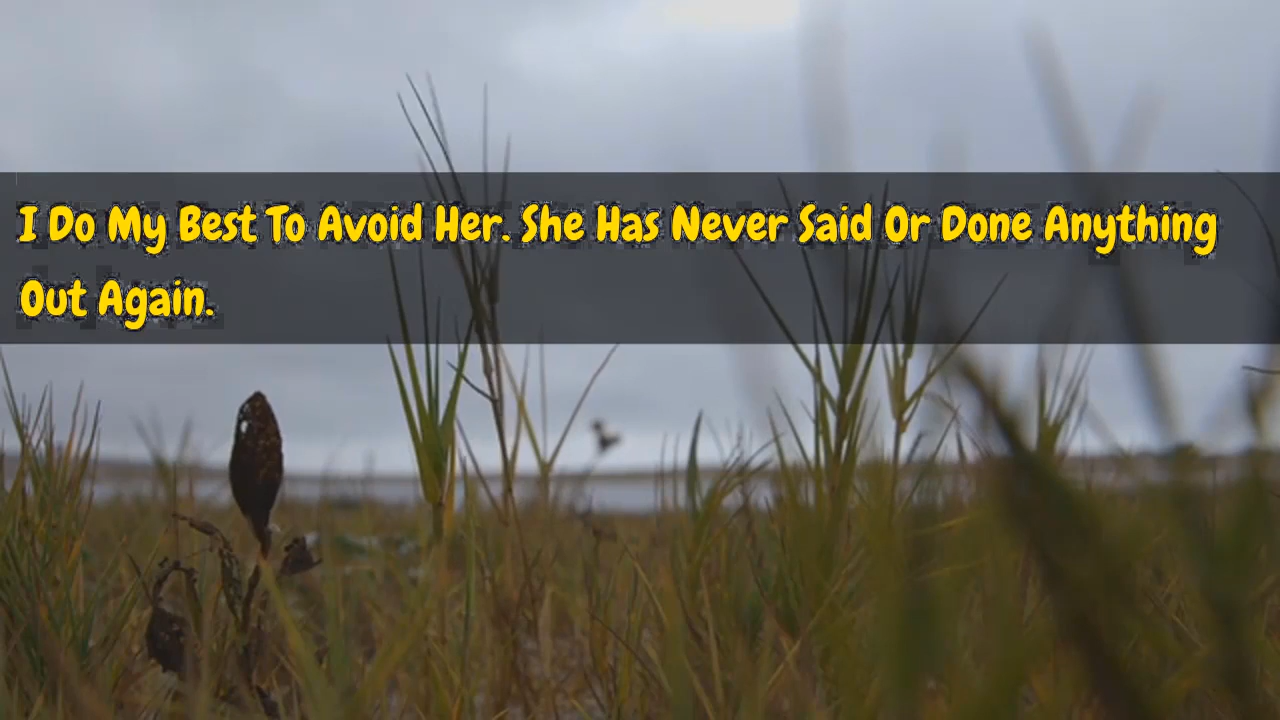 I Do My Best To Avoid Her. She Has Never Said Or Done Anything
Out Again.